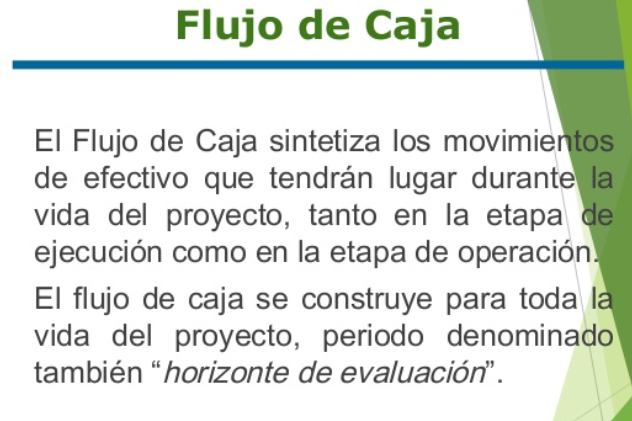 Flujo de Caja
El Flujo de Caja sintetiza los movimientos
de efectivo que tendrán lugar durante la
vida del proyecto, tanto en la etapa de
ejecución como en la etapa de operación.
El flujo de caja se construye para toda la
vida del proyecto, periodo denominado
también “horizonte de evaluación”.